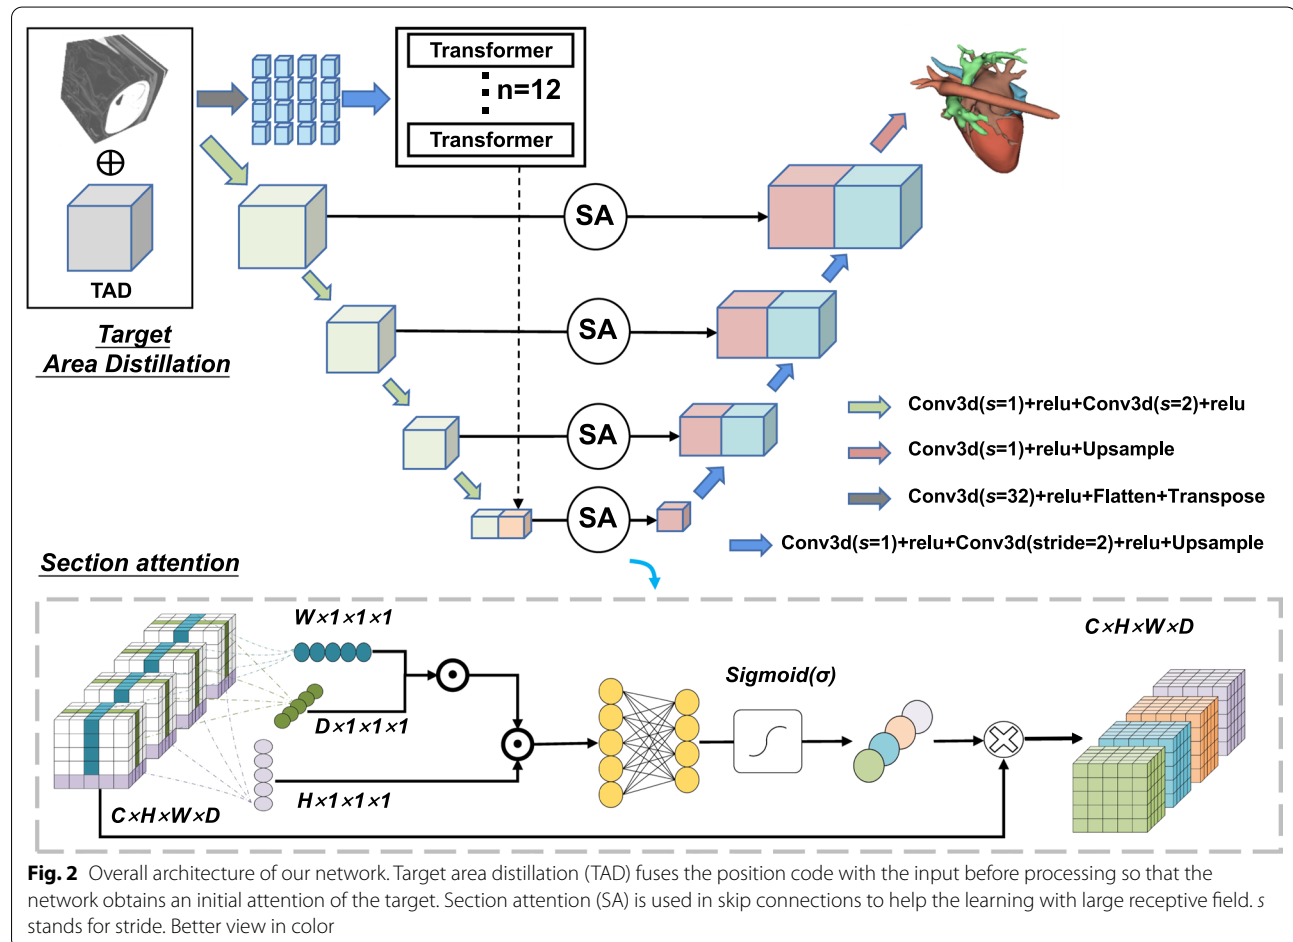 Transformer
n=12
Transformer
TAD
Target
Area Distillation
SA
SA
SA
SA
Conv3d(s=1)+relu+Conv3d(s=2)+relu
Conv3d(s=1)+relu+Upsample
Conv3d(s=32)+relu+Flatten+Transpose
Conv3d(s=1)+relu+Conv3d(stride=2)+relu+Upsample
Section attention
W×1×1×1
D×1×1×1
H×1×1×1
C×H×W×D
Sigmoid(σ)
C×H×W×D
Fig. 2 Overall architecture of our network. Target area distillation (TAD) fuses the position code with the input before processing so that the
network obtains an initial attention of the target. Section attention (SA) is used in skip connections to help the learning with large receptive field. s
stands for stride. Better view in color